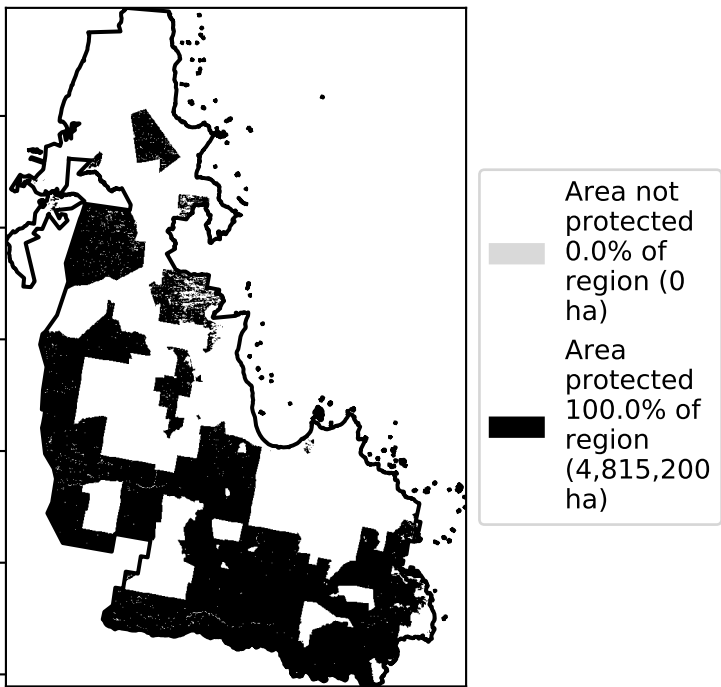 Area not
protected
0.0% of
region (0
ha)
Area
protected
100.0% of
region
(4,815,200
ha)